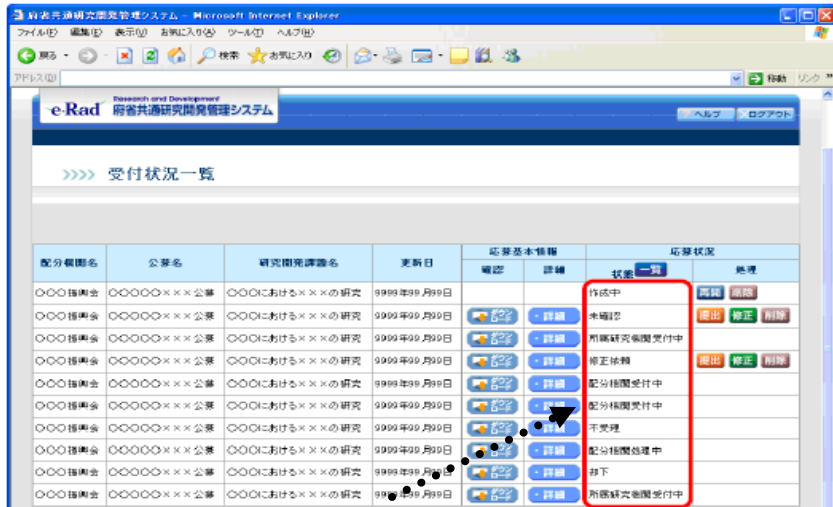 府省共通研究開発管理システム - Microsoft Internet Explorer
ファイル(F) 編集(E) 表示(V) お気に入り(A) ツール(T) ヘルプ(H)
戻る 検索 お気に入り
アドレス(D) 移動 リンク »
e-Rad Research and Development 府省共通研究開発管理システム
ヘルプ ログアウト
>>>> 受付状況一覧
配分機関名 公募名 研究開発課題名 更新日 応募基本情報 応募状況
確認 詳細 状態 一覧 処理
○○○振興会 ○○○○○×××公募 ○○○における×××の研究 9999年99月99日 作成中 再開 削除
○○○振興会 ○○○○○×××公募 ○○○における×××の研究 9999年99月99日 詳細 未確認 提出 修正 削除
○○○振興会 ○○○○○×××公募 ○○○における×××の研究 9999年99月99日 詳細 所属研究機関受付中
○○○振興会 ○○○○○×××公募 ○○○における×××の研究 9999年99月99日 詳細 修正依頼 提出 修正 削除
○○○振興会 ○○○○○×××公募 ○○○における×××の研究 9999年99月99日 詳細 配分機関受付中
○○○振興会 ○○○○○×××公募 ○○○における×××の研究 9999年99月99日 詳細 配分機関受付中
○○○振興会 ○○○○○×××公募 ○○○における×××の研究 9999年99月99日 詳細 不受理
○○○振興会 ○○○○○×××公募 ○○○における×××の研究 9999年99月99日 詳細 配分機関処理中
○○○振興会 ○○○○○×××公募 ○○○における×××の研究 9999年99月99日 詳細 却下
○○○振興会 ○○○○○×××公募 ○○○における×××の研究 9999年99月99日 詳細 所属研究機関受付中